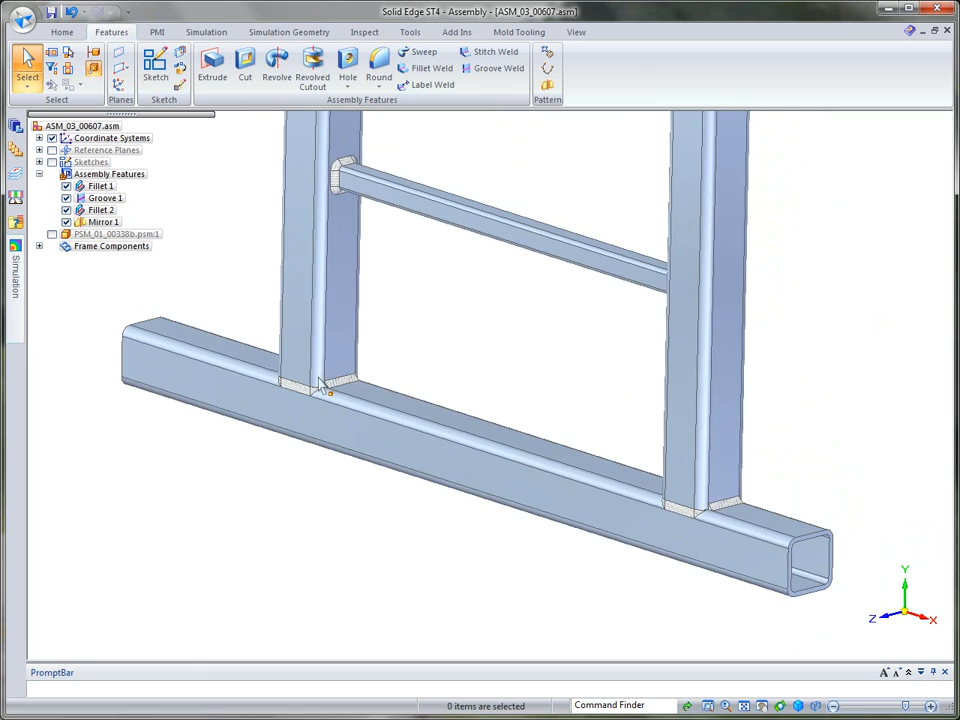 Solid Edge ST4 - Assembly - [ASM_03_00607.asm]
Home Features PMI Simulation Simulation Geometry Inspect Tools Add Ins Mold Tooling View
Select
Planes
Sketch
Extrude
Cut
Revolve
Revolved Cutout
Hole
Round
Sweep
Fillet Weld
Label Weld
Stitch Weld
Groove Weld
Select Planes Sketch Assembly Features Pattern
ASM_03_00607.asm
Coordinate Systems
Reference Planes
Sketches
Assembly Features
Fillet 1
Groove 1
Fillet 2
Mirror 1
PSM_01_00338b.psm:1
Frame Components
Simulation
Y
Z X
PromptBar
0 items are selected
Command Finder